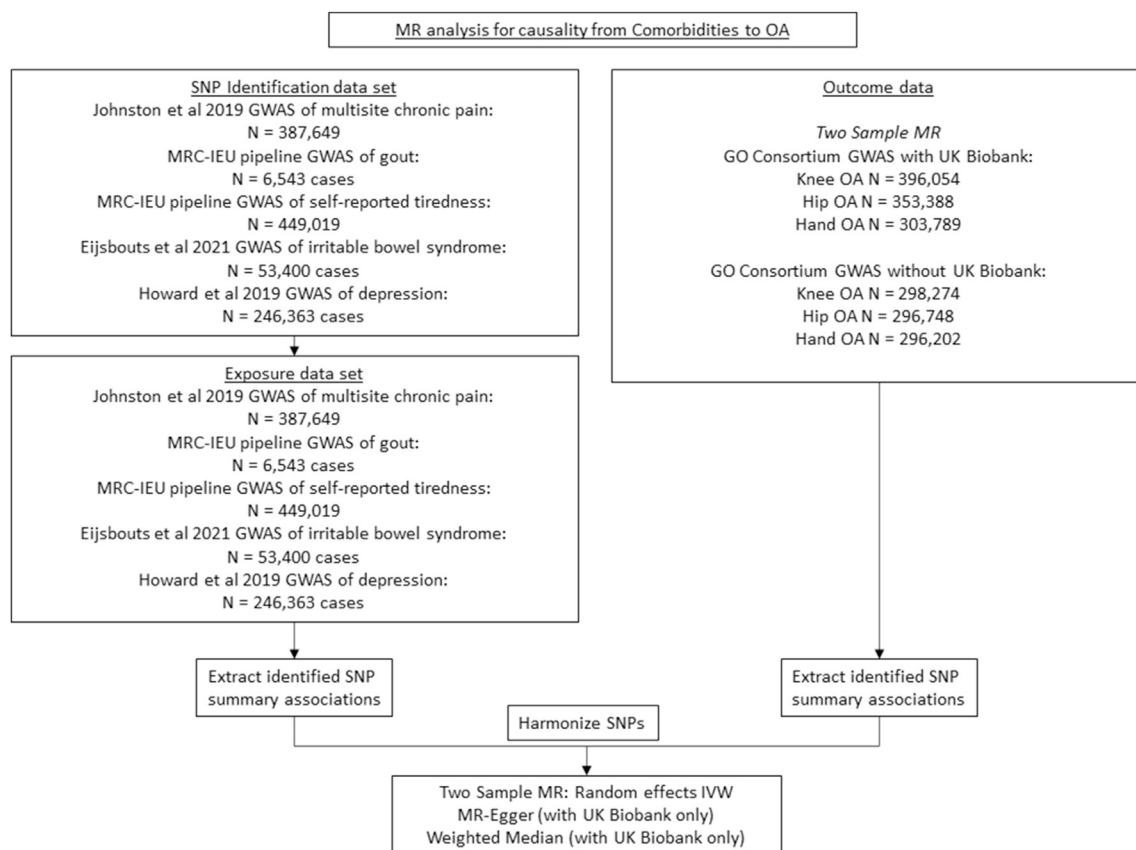 MR analysis for causality from Comorbidities to OA
SNP Identification data set
Johnston et al 2019 GWAS of multisite chronic pain:
N = 387,649
MRC-IEU pipeline GWAS of gout:
N = 6,543 cases
MRC-IEU pipeline GWAS of self-reported tiredness:
N = 449,019
Eijsbouts et al 2021 GWAS of irritable bowel syndrome:
N = 53,400 cases
Howard et al 2019 GWAS of depression:
N = 246,363 cases
Outcome data
Two Sample MR
GO Consortium GWAS with UK Biobank:
Knee OA N = 396,054
Hip OA N = 353,388
Hand OA N = 303,789
GO Consortium GWAS without UK Biobank:
Knee OA N = 298,274
Hip OA N = 296,748
Hand OA N = 296,202
Exposure data set
Johnston et al 2019 GWAS of multisite chronic pain:
N = 387,649
MRC-IEU pipeline GWAS of gout:
N = 6,543 cases
MRC-IEU pipeline GWAS of self-reported tiredness:
N = 449,019
Eijsbouts et al 2021 GWAS of irritable bowel syndrome:
N = 53,400 cases
Howard et al 2019 GWAS of depression:
N = 246,363 cases
Extract identified SNP
summary associations
Extract identified SNP
summary associations
Harmonize SNPs
Two Sample MR: Random effects IVW
MR-Egger (with UK Biobank only)
Weighted Median (with UK Biobank only)